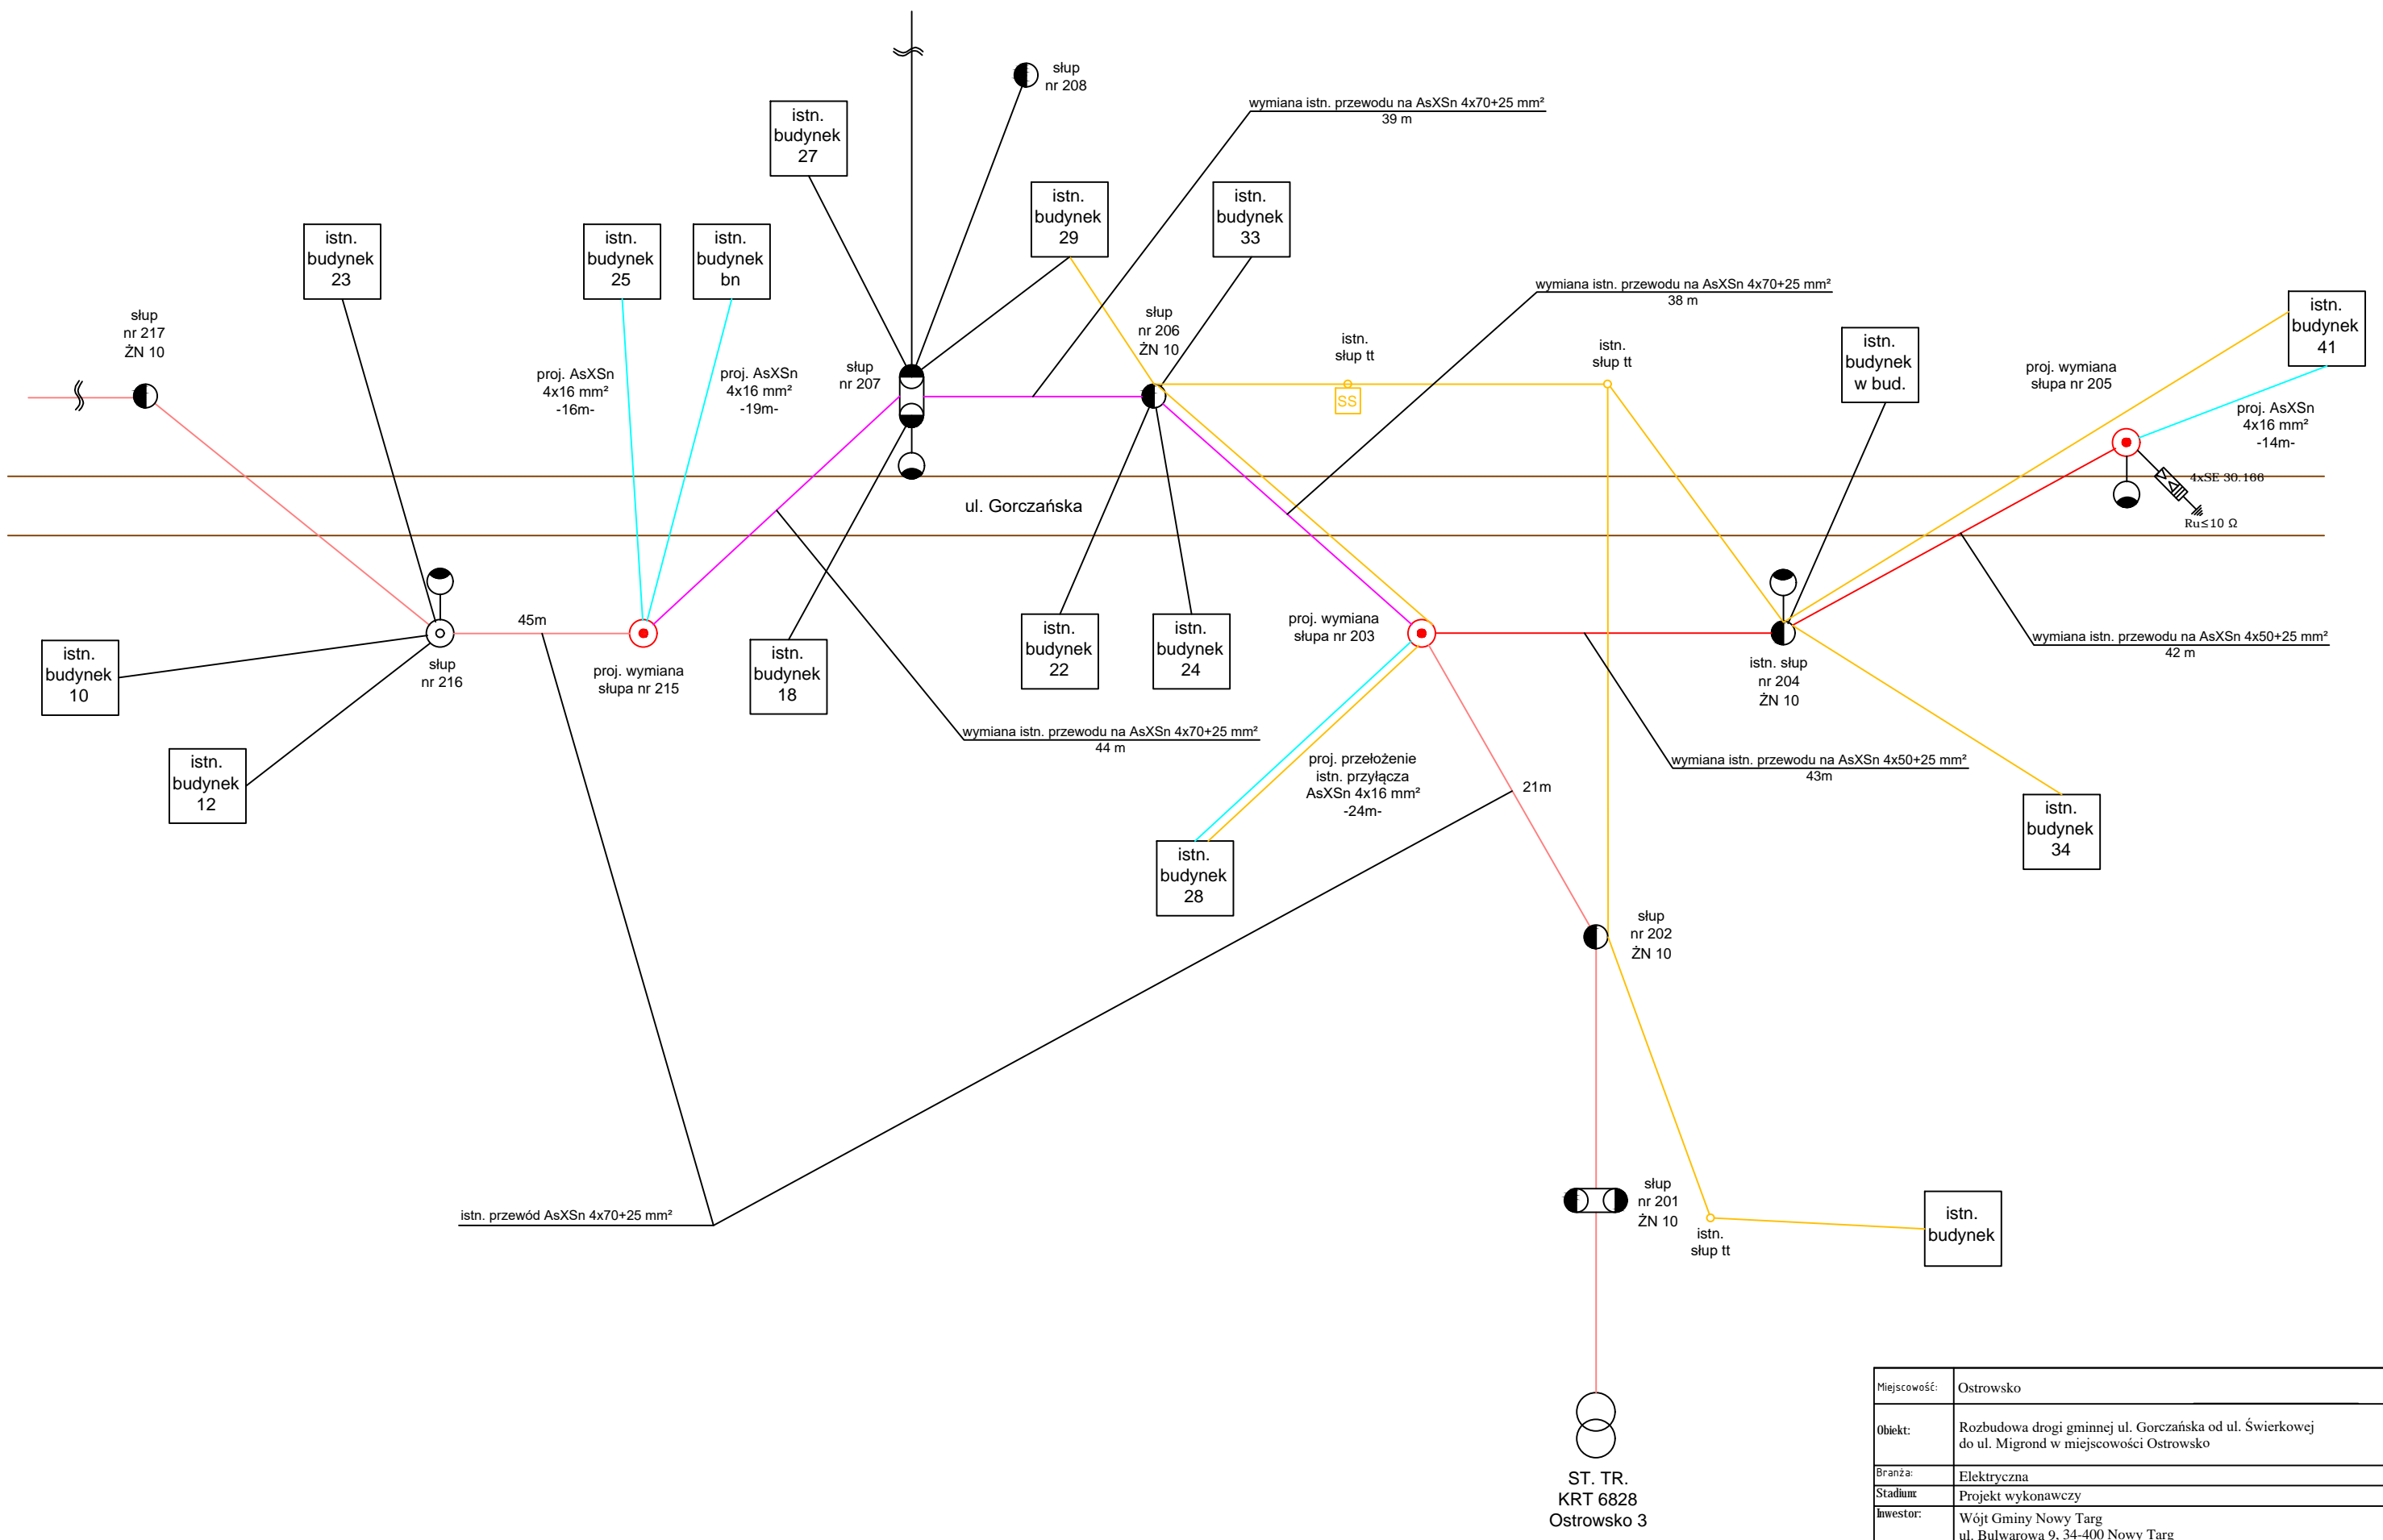 słup
nr 208
wymiana istn. przewodu na AsXSn 4x70+25 mm²
39 m
istn.
budynek
27
istn.
budynek
29
istn.
budynek
33
istn.
budynek
23
istn.
budynek
25
istn.
budynek
bn
wymiana istn. przewodu na AsXSn 4x70+25 mm²
38 m
słup
nr 217
ŻN 10
słup
nr 206
ŻN 10
istn.
słup tt
istn.
słup tt
istn.
budynek
w bud.
istn.
budynek
41
proj. wymiana
słupa nr 205
proj. AsXSn
4x16 mm²
-16m-
proj. AsXSn
4x16 mm²
-19m-
słup
nr 207
SS
proj. AsXSn
4x16 mm²
-14m-
4xSE 30.166
Ru≤10 Ω
ul. Gorczańska
45m
słup
nr 216
proj. wymiana
słupa nr 215
istn.
budynek
10
istn.
budynek
12
istn.
budynek
18
istn.
budynek
22
istn.
budynek
24
proj. wymiana
słupa nr 203
istn. słup
nr 204
ŻN 10
wymiana istn. przewodu na AsXSn 4x50+25 mm²
42 m
wymiana istn. przewodu na AsXSn 4x70+25 mm²
44 m
wymiana istn. przewodu na AsXSn 4x50+25 mm²
43m
proj. przełożenie
istn. przyłącza
AsXSn 4x16 mm²
-24m-
21m
istn.
budynek
28
istn.
budynek
34
słup
nr 202
ŻN 10
słup
nr 201
ŻN 10
istn.
słup tt
istn.
budynek
istn. przewód AsXSn 4x70+25 mm²
ST. TR.
KRT 6828
Ostrowsko 3
Miejscowość: Ostrowsko
Obiekt: Rozbudowa drogi gminnej ul. Gorczańska od ul. Świerkowej
do ul. Migrond w miejscowości Ostrowsko
Branża: Elektryczna
Stadium: Projekt wykonawczy
Inwestor: Wójt Gminy Nowy Targ
ul. Bulwarowa 9, 34-400 Nowy Targ